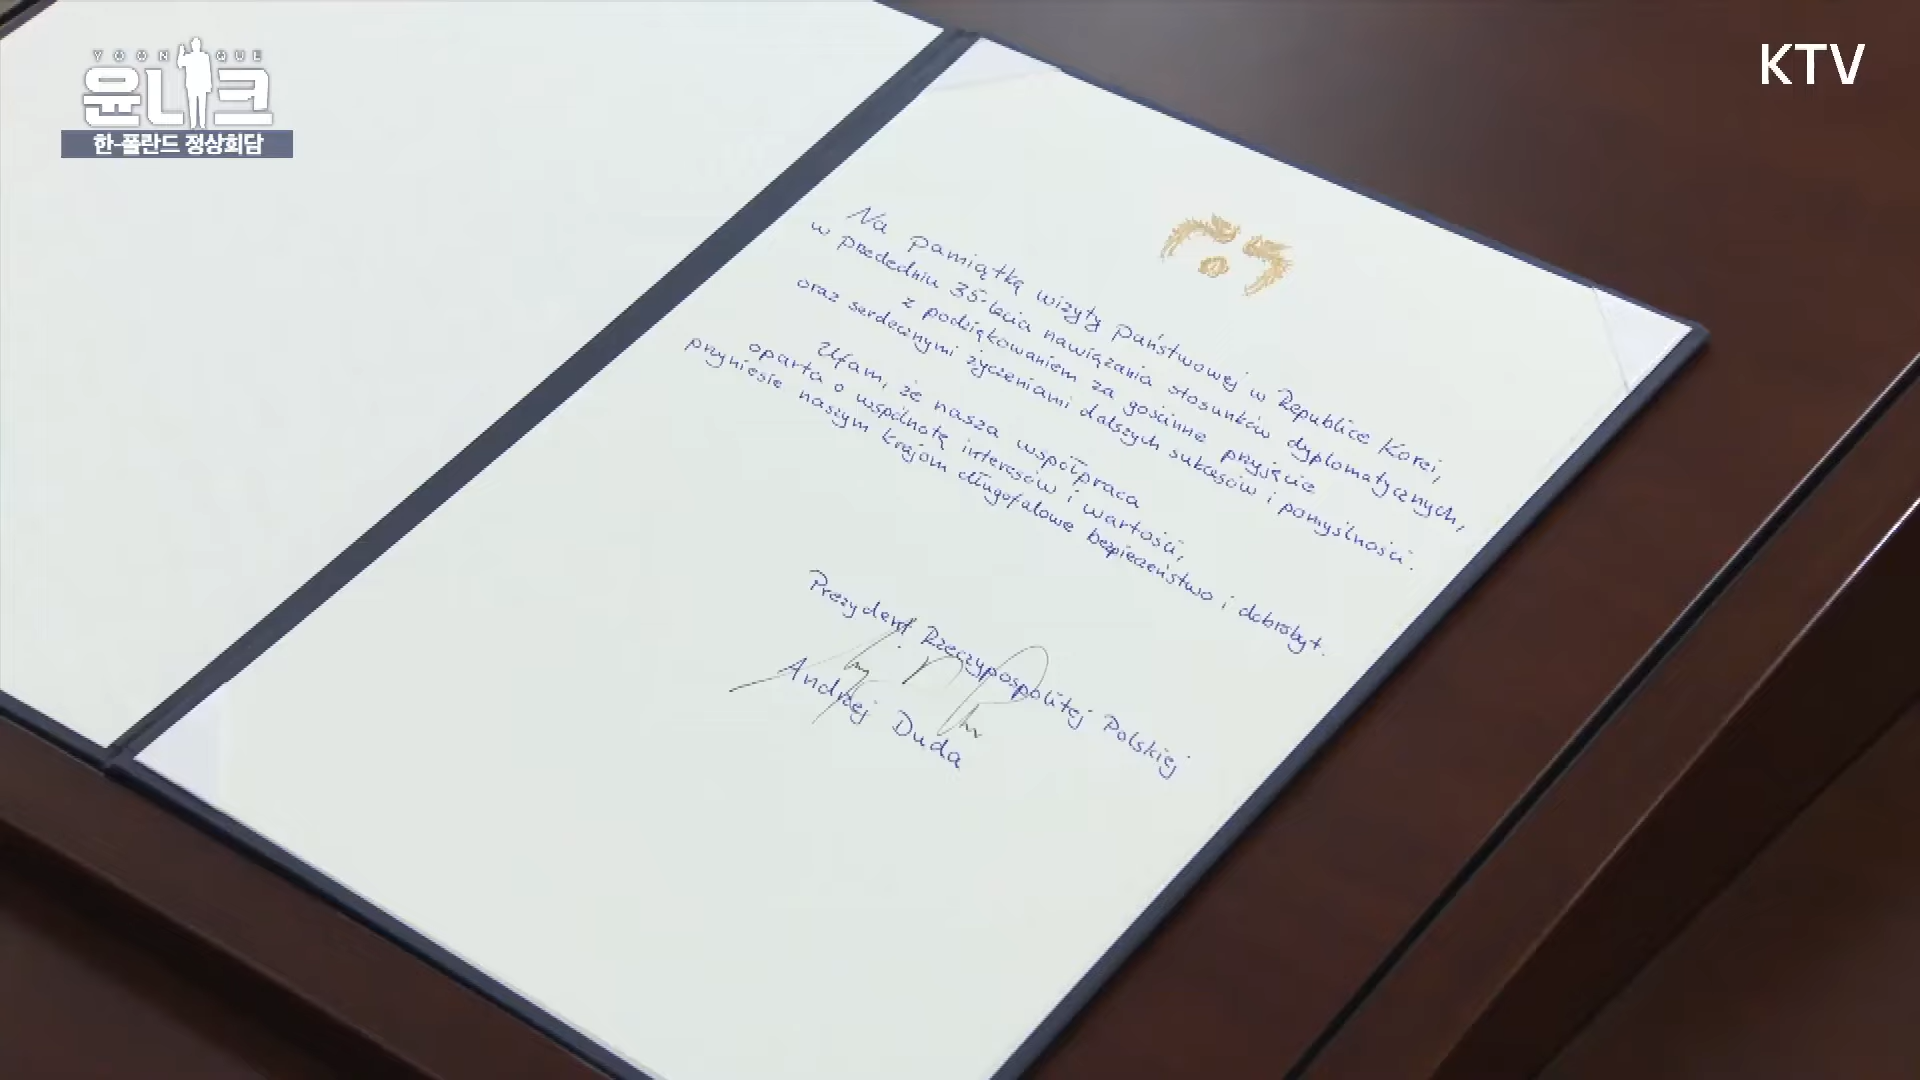 YOONIQUE
윤니크
한-폴란드 정상회담
KTV
Na pamiątkę wizyty państwowej w Republice Korei,
w przededniu 35-lecia nawiązania stosunków dyplomatycznych,
z podziękowaniem za gościnne przyjęcie
oraz serdecznymi życzeniami dalszych sukcesów i pomyślności.
Ufam, że nasza współpraca
oparta o wspólnotę interesów i wartości,
przyniesie naszym krajom długofalowe bezpieczeństwo i dobrobyt.
Prezydent Rzeczypospolitej Polskiej
Andrzej Duda